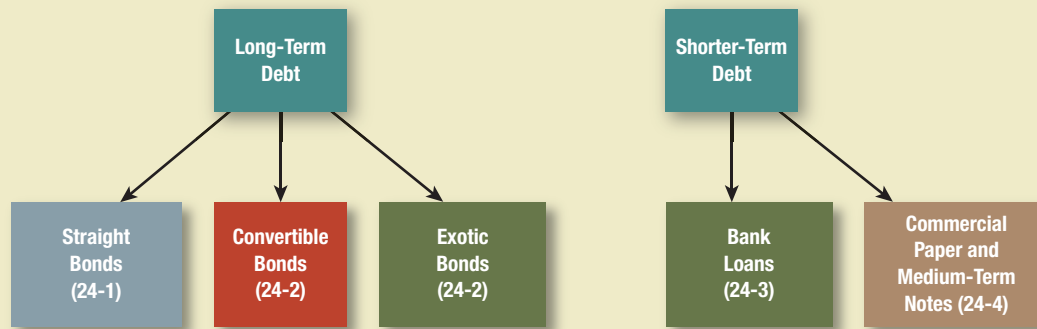 Long-Term
Debt
Shorter-Term
Debt
Straight
Bonds
(24-1)
Convertible
Bonds
(24-2)
Exotic
Bonds
(24-2)
Bank
Loans
(24-3)
Commercial
Paper and
Medium-Term
Notes (24-4)